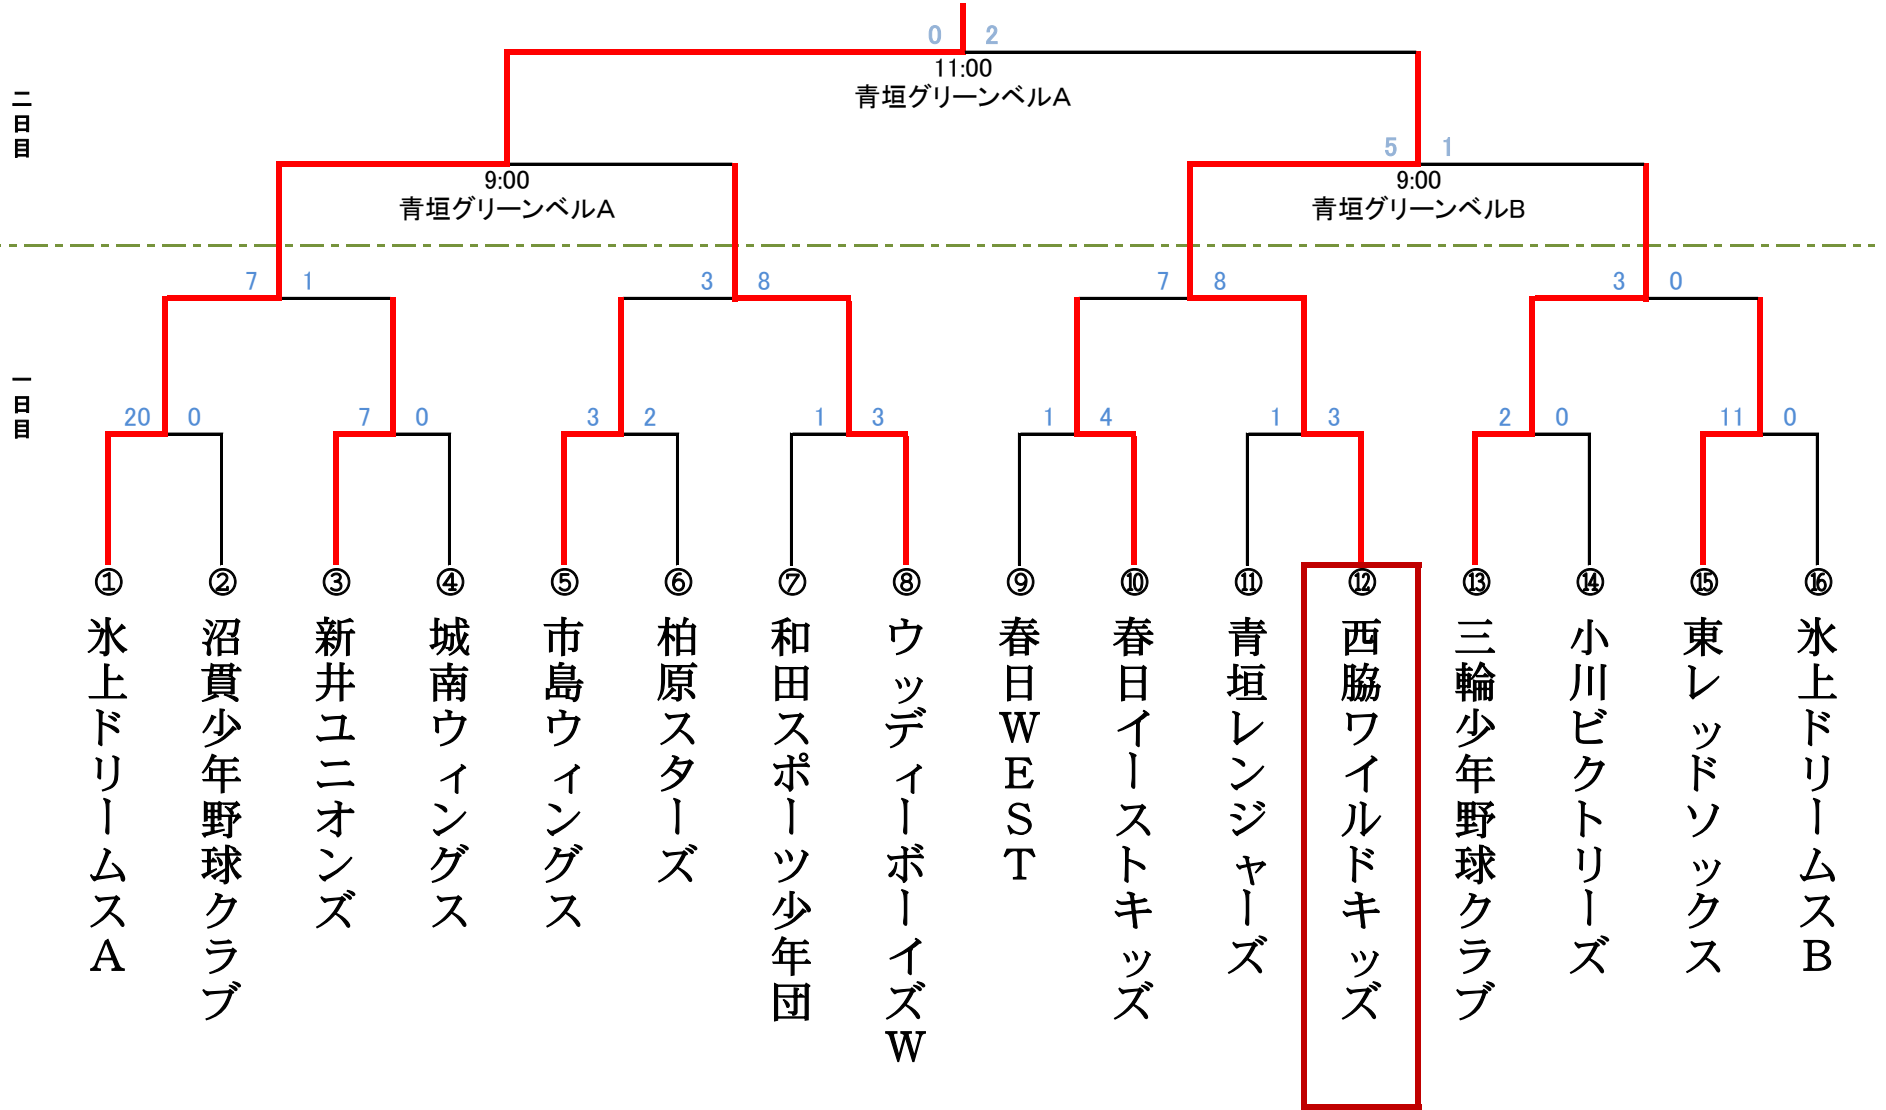 0 2
11:00
青垣グリーンベルA
二日目
5 1
9:00
青垣グリーンベルA
9:00
青垣グリーンベルB
7 1
3 8
7 8
3 0
一日目
20 0
7 0
3 2
1 3
1 4
1 3
2 0
11 0
① 氷上ドリームスA
② 沼貫少年野球クラブ
③ 新井ユニオンズ
④ 城南ウィングス
⑤ 市島ウィングス
⑥ 柏原スターズ
⑦ 和田スポーツ少年団
⑧ ウッディーボーイズW
⑨ 春日WEST
⑩ 春日イーストキッズ
⑪ 青垣レンジャーズ
⑫ 西脇ワイルドキッズ
⑬ 三輪少年野球クラブ
⑭ 小川ビクトリーズ
⑮ 東レッドソックス
⑯ 氷上ドリームスB